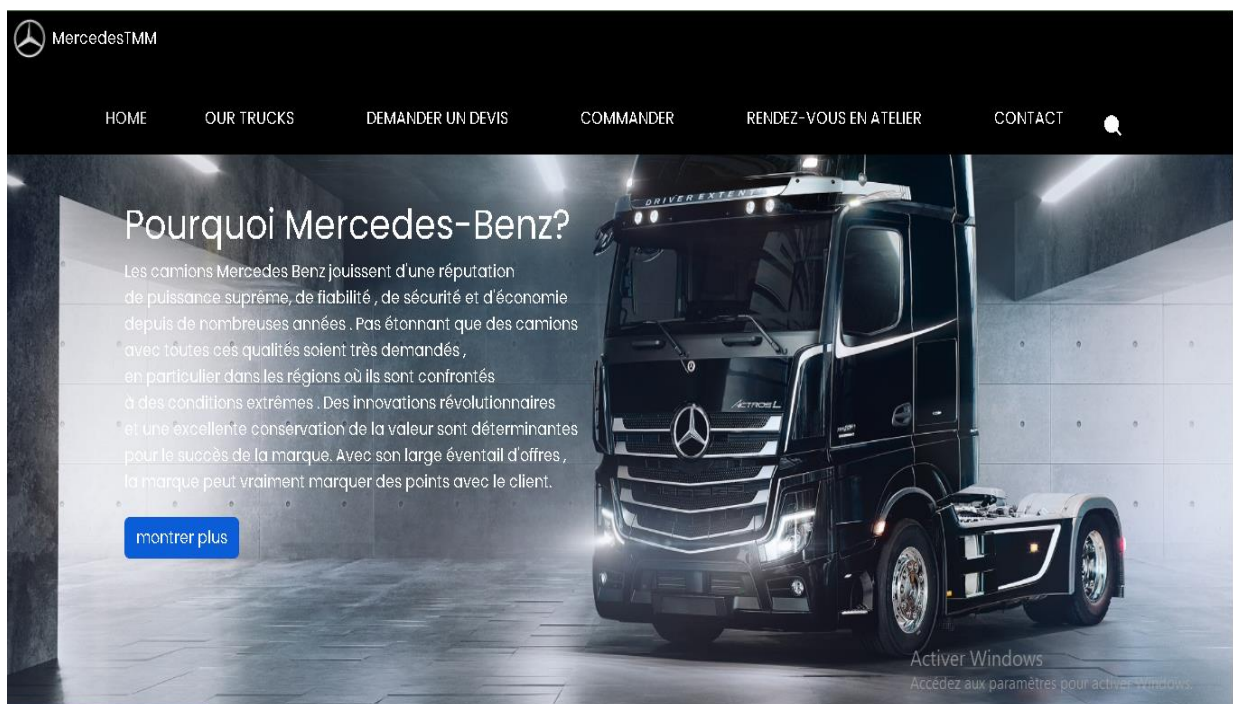 MercedesTMM
HOME OUR TRUCKS DEMANDER UN DEVIS COMMANDER RENDEZ-VOUS EN ATELIER CONTACT
DRIVER EXTENT
Pourquoi Mercedes-Benz?
Les camions Mercedes Benz jouissent d'une réputation
de puissance suprême, de fiabilité , de sécurité et d'économie
depuis de nombreuses années . Pas étonnant que des camions
avec toutes ces qualités soient très demandés ,
en particulier dans les régions où ils sont confrontés
à des conditions extrêmes . Des innovations révolutionnaires
et une excellente conservation de la valeur sont déterminantes
pour le succès de la marque. Avec son large éventail d'offres ,
la marque peut vraiment marquer des points avec le client.
ACTROS L
montrer plus
Activer Windows
Accédez aux paramètres pour activer Windows.